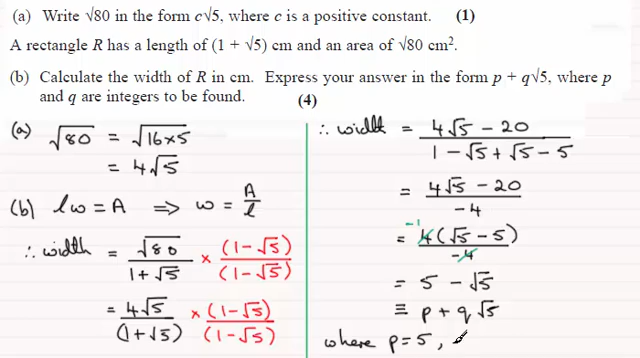 (a) Write √80 in the form c√5, where c is a positive constant. (1)
A rectangle R has a length of (1 + √5) cm and an area of √80 cm².
(b) Calculate the width of R in cm. Express your answer in the form p + q√5, where p
and q are integers to be found. (4)
(a) √80 = √16×5
= 4√5
(b) lw = A ⇒ w = A/l
∴ width = √80/(1+√5) × (1-√5)/(1-√5)
= 4√5/(1+√5) × (1-√5)/(1-√5)
∴ width = (4√5 - 20)/(1 - √5 + √5 - 5)
= (4√5 - 20)/-4
= -1 4(√5 - 5)/-4
= 5 - √5
≡ p + q√5
where p = 5,